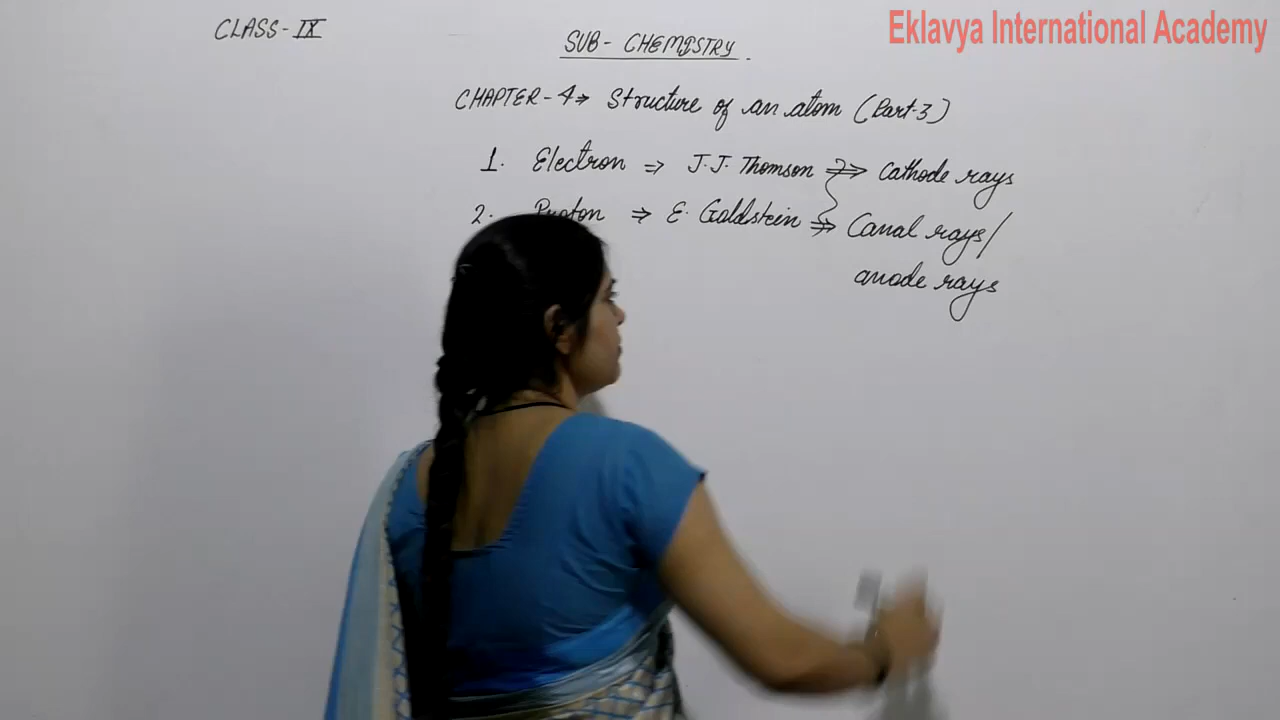 Eklavya International Academy
CLASS-IX
SUB- CHEMISTRY.
CHAPTER-4⇒ Structure of an atom (Part-3)
1. Electron ⇒ J.J. Thomson ⇒ Cathode rays
2. Proton ⇒ E. Goldstein ⇒ Canal rays/
anode rays